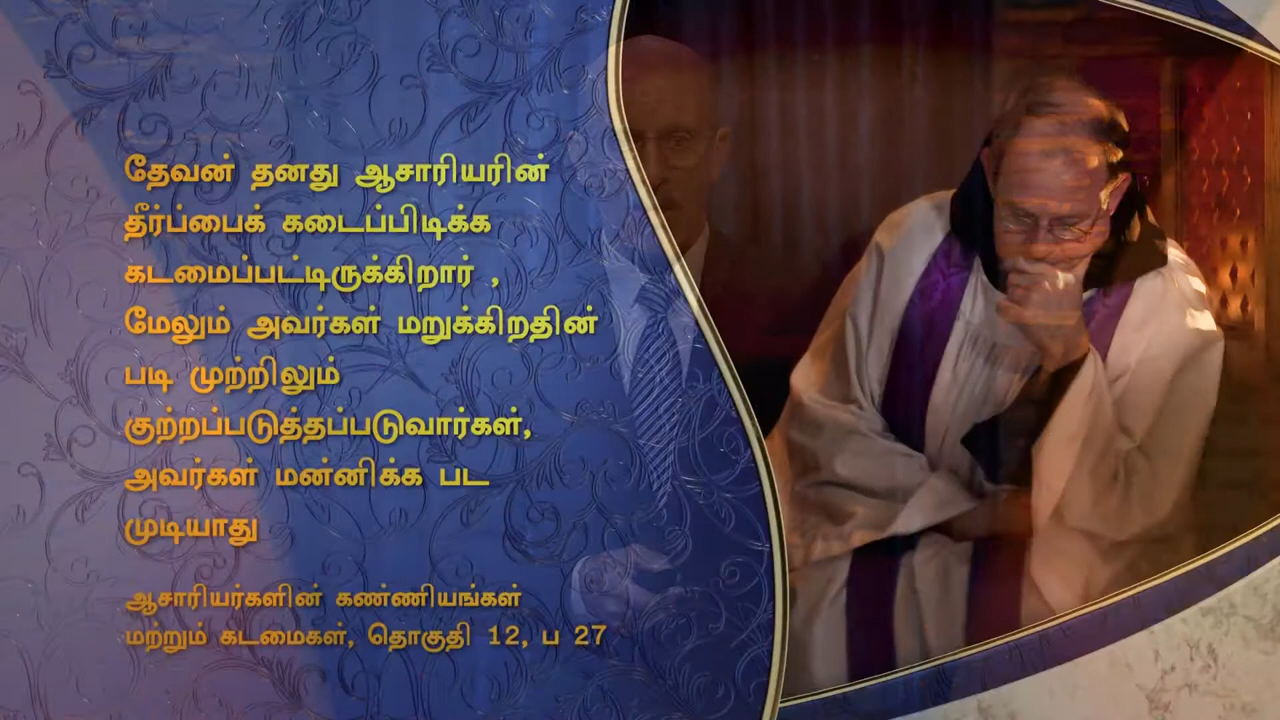 தேவன் தனது ஆசாரியரின்
தீர்ப்பைக் கடைப்பிடிக்க
கடமைப்பட்டிருக்கிறார் ,
மேலும் அவர்கள் மறுக்கிறதின்
படி முற்றிலும்
குற்றப்படுத்தப்படுவார்கள்,
அவர்கள் மன்னிக்க பட
முடியாது
ஆசாரியர்களின் கண்ணியங்கள்
மற்றும் கடமைகள், தொகுதி 12, ப 27